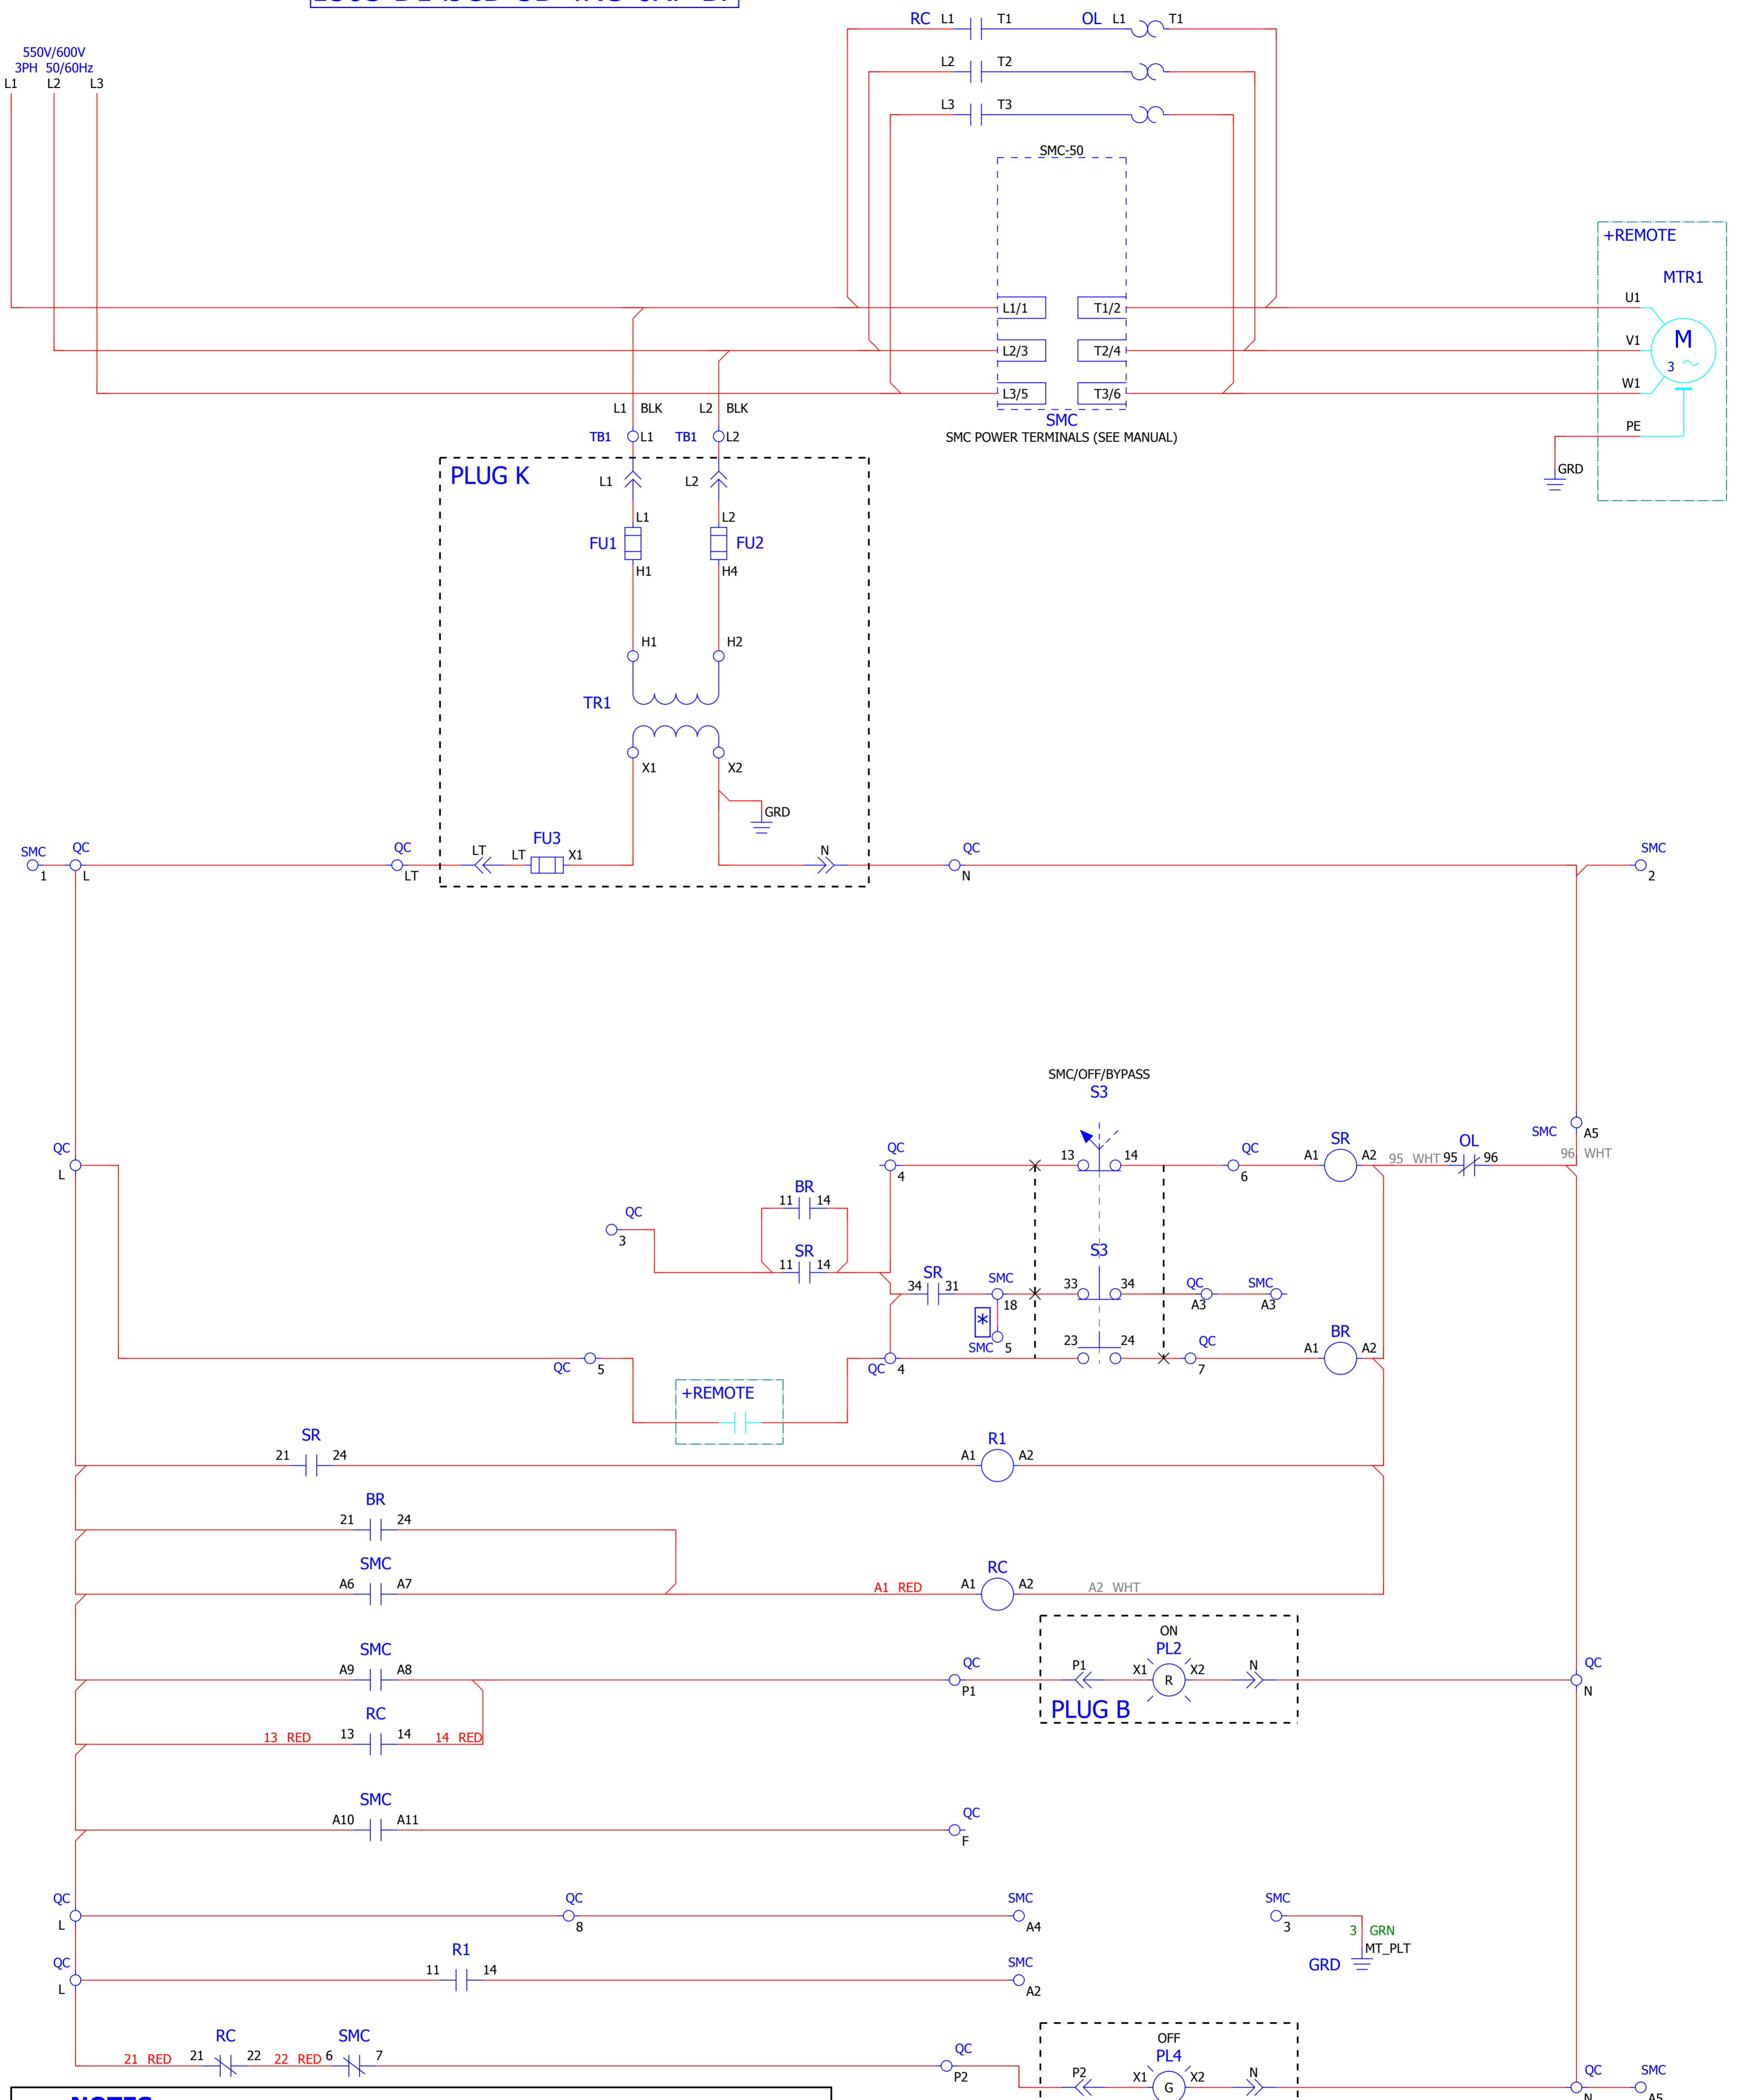 RC L1 T1 OL L1 T1
550V/600V
3PH 50/60Hz
L1 L2 L3
L2 T2
L3 T3
SMC-50
+REMOTE
MTR1
L1/1 T1/2 U1
M
3
L2/3 T2/4 V1
L3/5 T3/6 W1
L1 BLK L2 BLK
SMC
PE
TB1 L1 TB1 L2
SMC POWER TERMINALS (SEE MANUAL)
PLUG K
L1 L2
GRD
L1 L2
FU1 FU2
H1 H4
H1 H2
TR1
X1 X2
GRD
SMC QC QC LT LT FU3 X1 N QC SMC
1 L LT N 2
SMC/OFF/BYPASS
S3
SMC A5
QC QC 13 14 QC A1 SR A2 95 WHT 95 OL 96 96 WHT
L 4 6
BR
11 14
QC
3
SR
11 14
S3
SR
34 31 SMC 33 34 QC SMC
18 A3 A3
*
SMC 5 23 24 QC A1 BR A2
QC 5 QC 4 7
+REMOTE
SR R1
21 24 A1 A2
BR
21 24
SMC RC
A6 A7 A1 RED A1 A2 A2 WHT
ON
SMC PL2
A9 A8 QC P1 X1 R X2 N QC
P1 N
RC PLUG B
13 RED 13 14 14 RED
SMC
A10 A11 QC
F
QC QC SMC SMC
L 8 A4 3
3 GRN
MT_PLT
GRD
QC R1 SMC
L 11 14 A2
OFF
RC SMC PL4
21 RED 21 22 22 RED 6 7 QC P2 X1 G X2 N QC SMC
P2 N A5